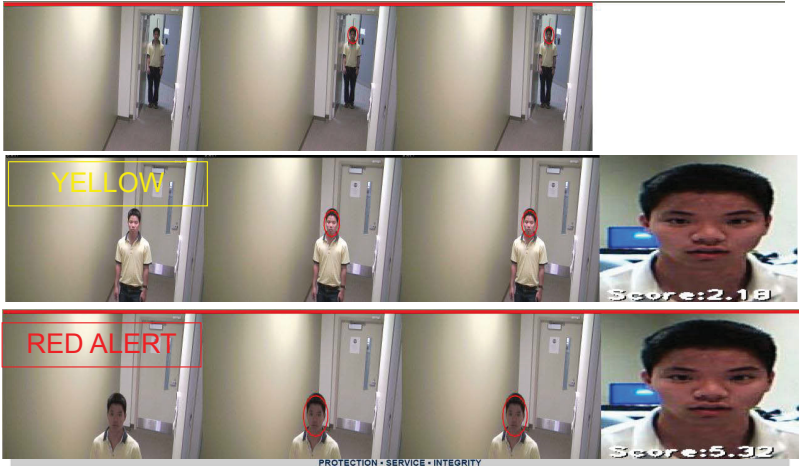 YELLOW
Score:2.18
RED ALERT
Score:5.32
PROTECTION • SERVICE • INTEGRITY